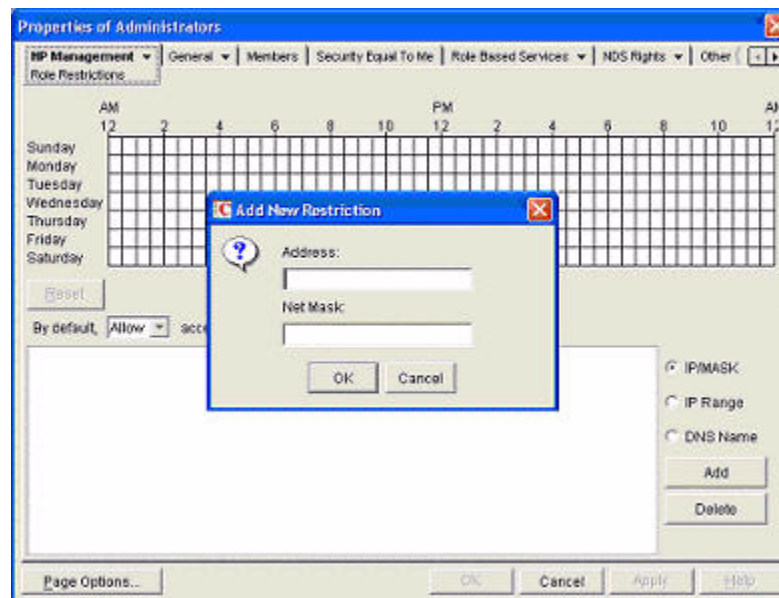 Properties of Administrators
HP Management General Members Security Equal To Me Role Based Services NDS Rights Other
Role Restrictions
AM PM AM
12 2 4 6 8 10 12 2 4 6 8 10 12
Sunday
Monday
Tuesday
Wednesday
Thursday
Friday
Saturday
Add New Restriction
Address:
Net Mask:
OK Cancel
Reset
By default, Allow
IP/MASK
IP Range
DNS Name
Add
Delete
Page Options... OK Cancel Apply Help